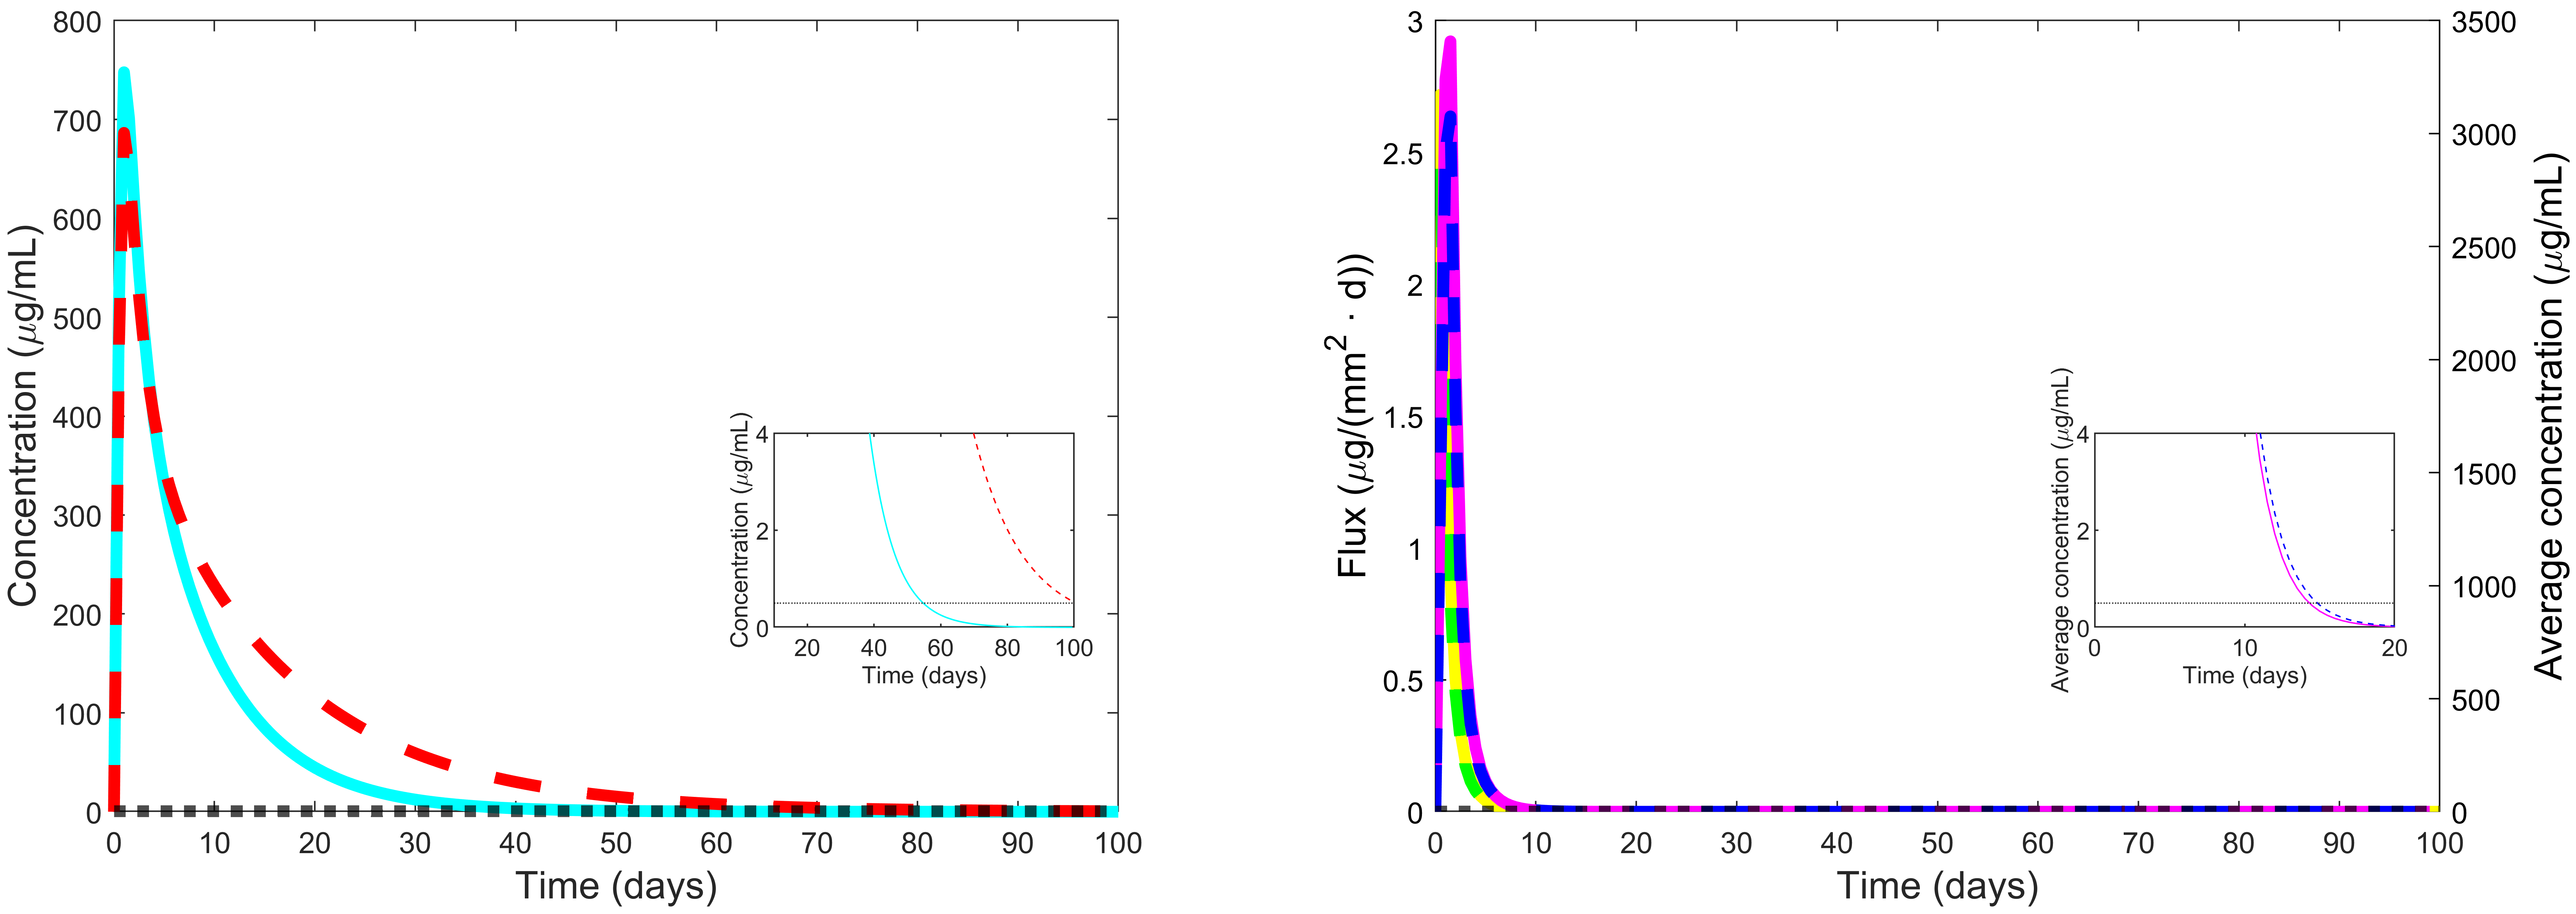 800
700
600
500
400
300
200
100
0
Concentration (μg/mL)
0 10 20 30 40 50 60 70 80 90 100
Time (days)
4
2
0
Concentration (μg/mL)
20 40 60 80 100
Time (days)
3
2.5
2
1.5
1
0.5
0
Flux (μg/(mm² · d))
0 10 20 30 40 50 60 70 80 90 100
Time (days)
4
2
0
Average concentration (μg/mL)
0 10 20
Time (days)
3500
3000
2500
2000
1500
1000
500
0
Average concentration (μg/mL)